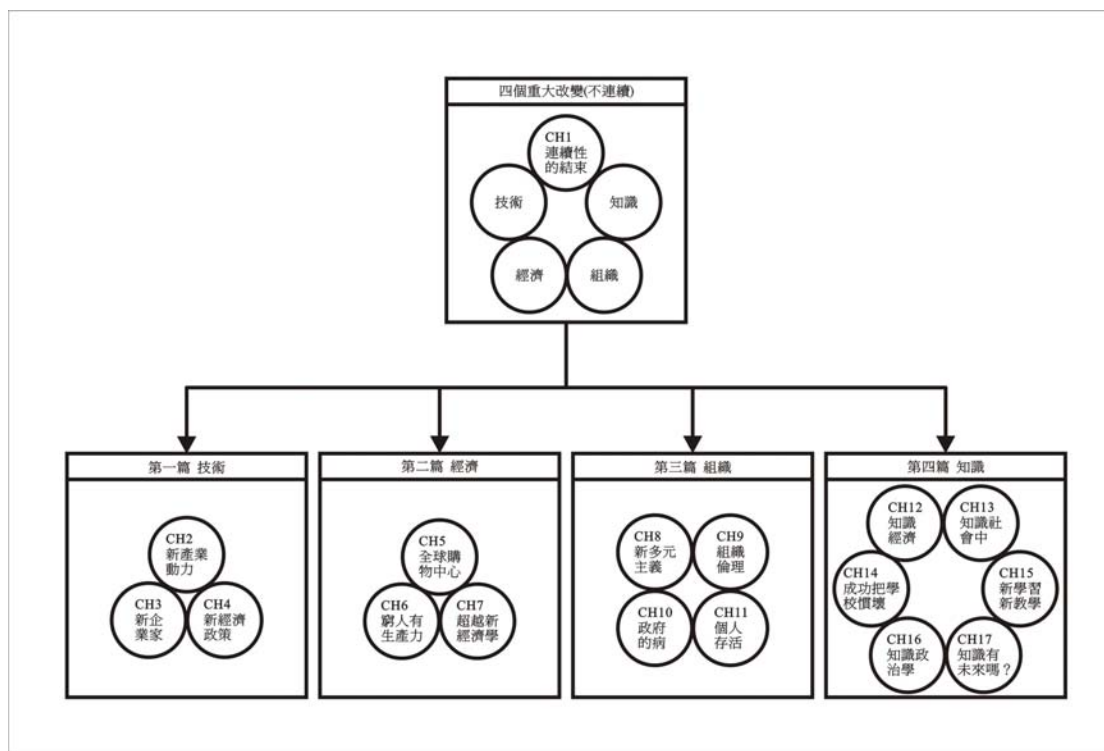 四個重大改變(不連續)
CH1
連續性
的結束
技術
知識
經濟
組織
第一篇 技術
CH2
新產業
動力
CH3
新企
業家
CH4
新經濟
政策
第二篇 經濟
CH5
全球購
物中心
CH6
窮人有
生產力
CH7
超越新
經濟學
第三篇 組織
CH8
新多元
主義
CH9
組織
倫理
CH10
政府
的病
CH11
個人
存活
第四篇 知識
CH12
知識
經濟
CH13
知識社
會中
CH14
成功把學
校慣壞
CH15
新學習
新教學
CH16
知識政
治學
CH17
知識有
未來嗎？